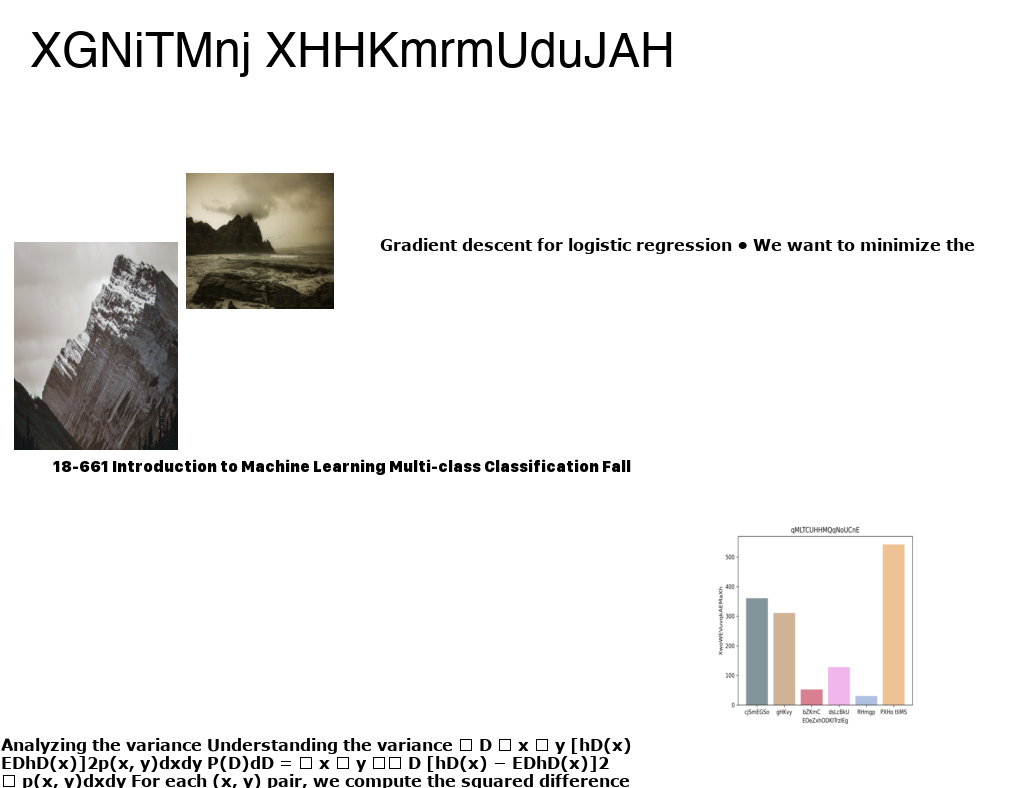 XGNiTMnj XHHKmrmUduJAH
Gradient descent for logistic regression ● We want to minimize the
18-661 Introduction to Machine Learning Multi-class Classification Fall
qMLTCUHHMQqNoUCnE
500
400
300
200
100
0
cjSmEGSo gHKvy bZKmC dsLcBkU RHmgp PXHo tliMS
Analyzing the variance Understanding the variance □ D □ x □ y [hD(x)
EDhD(x)]2p(x, y)dxdy P(D)dD = □ x □ y □□ D [hD(x) − EDhD(x)]2
□ p(x, y)dxdy For each (x, y) pair, we compute the squared difference